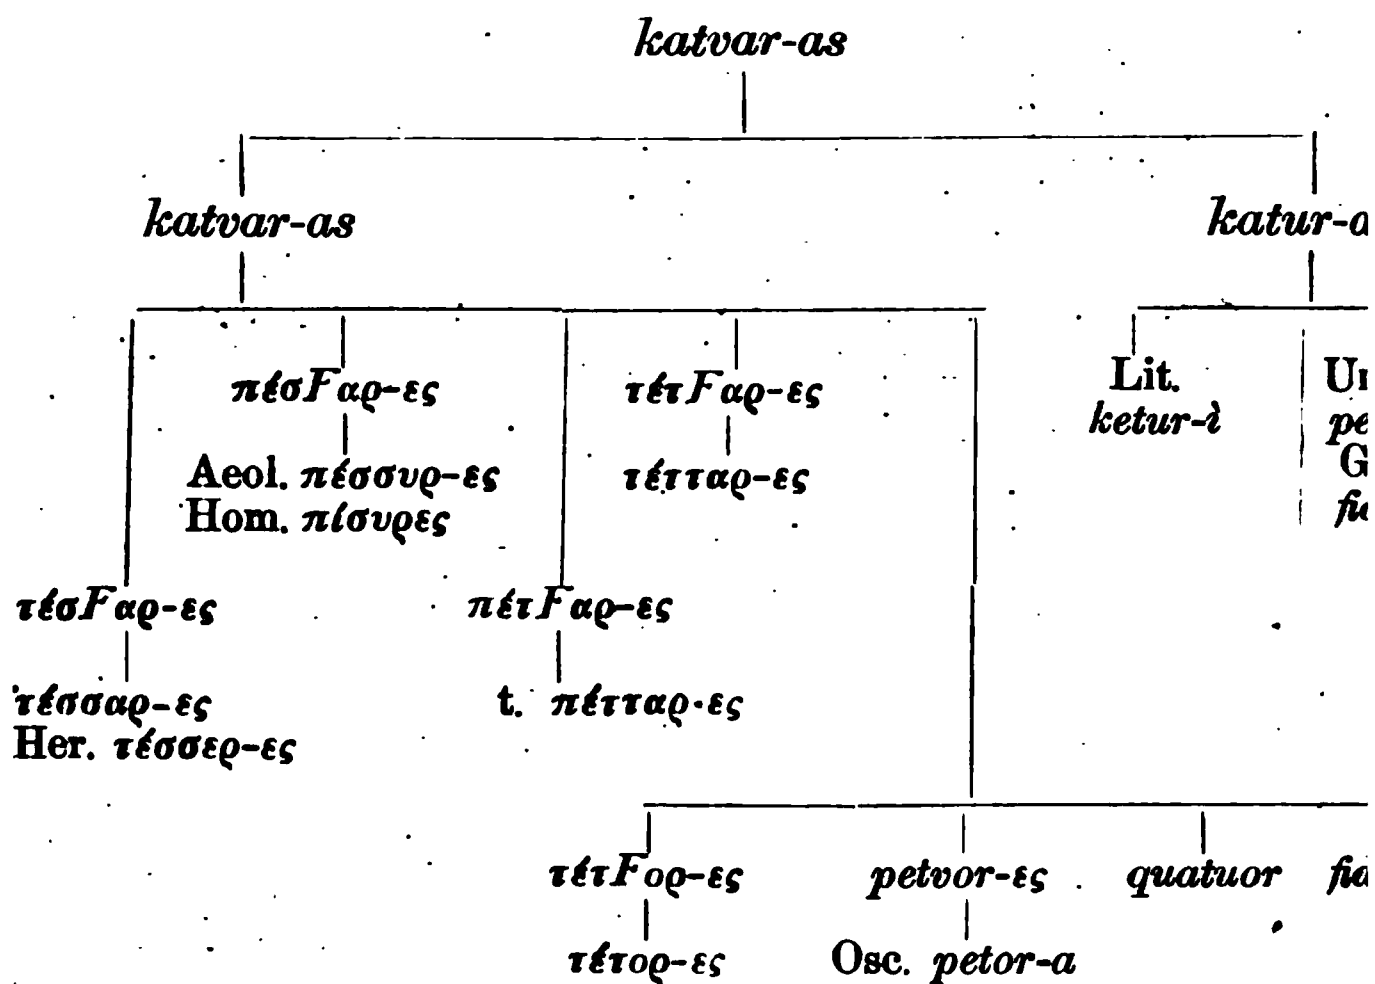 katvar-as
katvar-as katur-a
πέσϜαρ-ες τέτϜαρ-ες Lit.
ketur-ì pe
Aeol. πέσσυρ-ες τέτταρ-ες G
Hom. πίσυρες
τέσϜαρ-ες πέτϜαρ-ες
τέσσαρ-ες t. πέτταρ-ες
Her. τέσσερ-ες
τέτϜορ-ες petvor-ες quatuor
τέτορ-ες Osc. petor-a